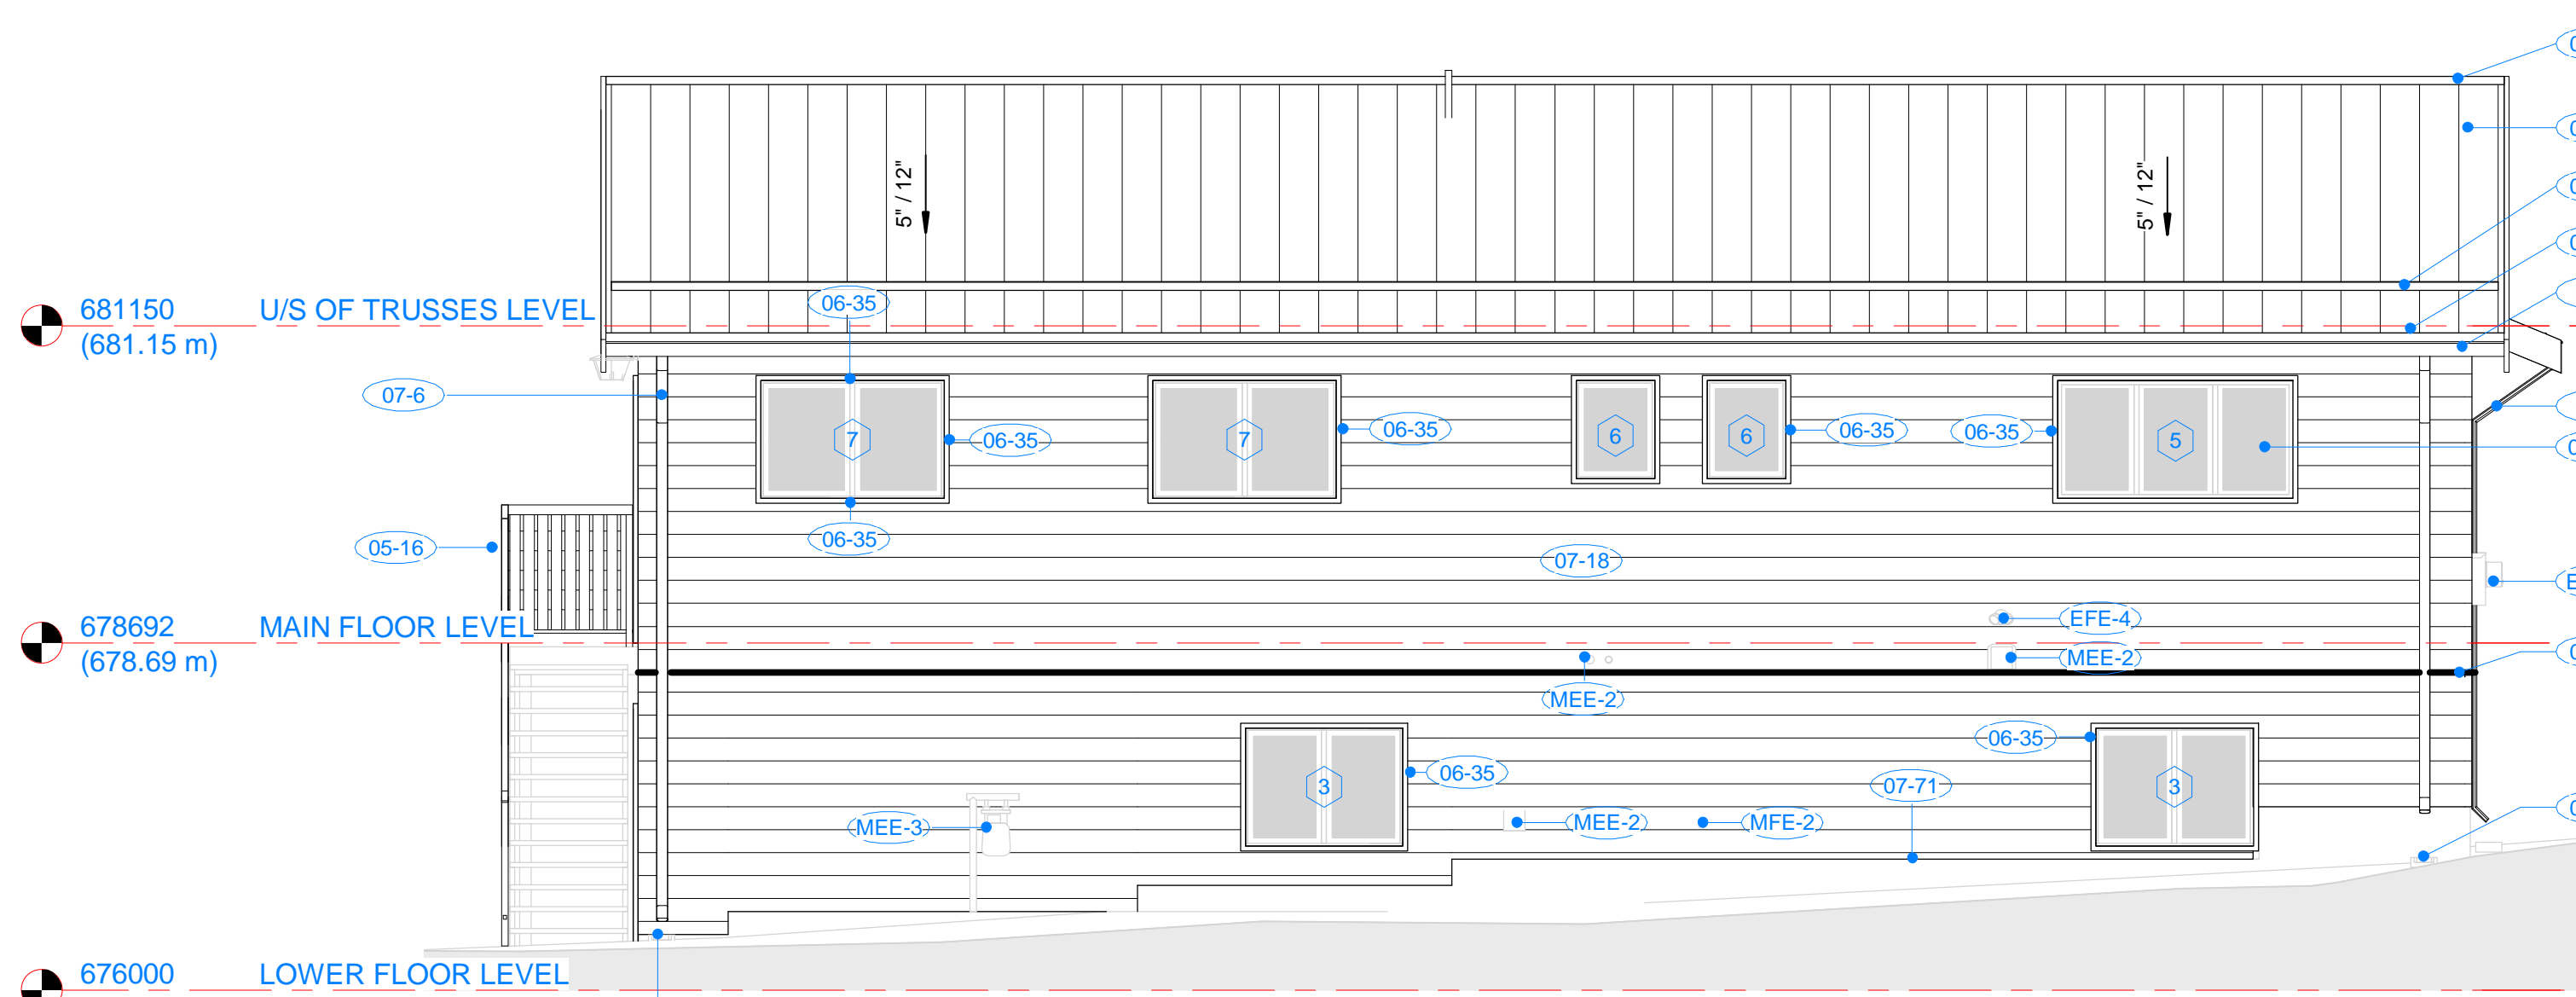 5" / 12"
5" / 12"
681150 U/S OF TRUSSES LEVEL
(681.15 m)
06-35
07-6
06-35
06-35
06-35
06-35
7
7
6
6
5
06-35
05-16
07-18
678692 MAIN FLOOR LEVEL
(678.69 m)
EFE-4
MEE-2
MEE-2
06-35
06-35
3
3
07-71
MEE-3
MEE-2
MFE-2
676000 LOWER FLOOR LEVEL